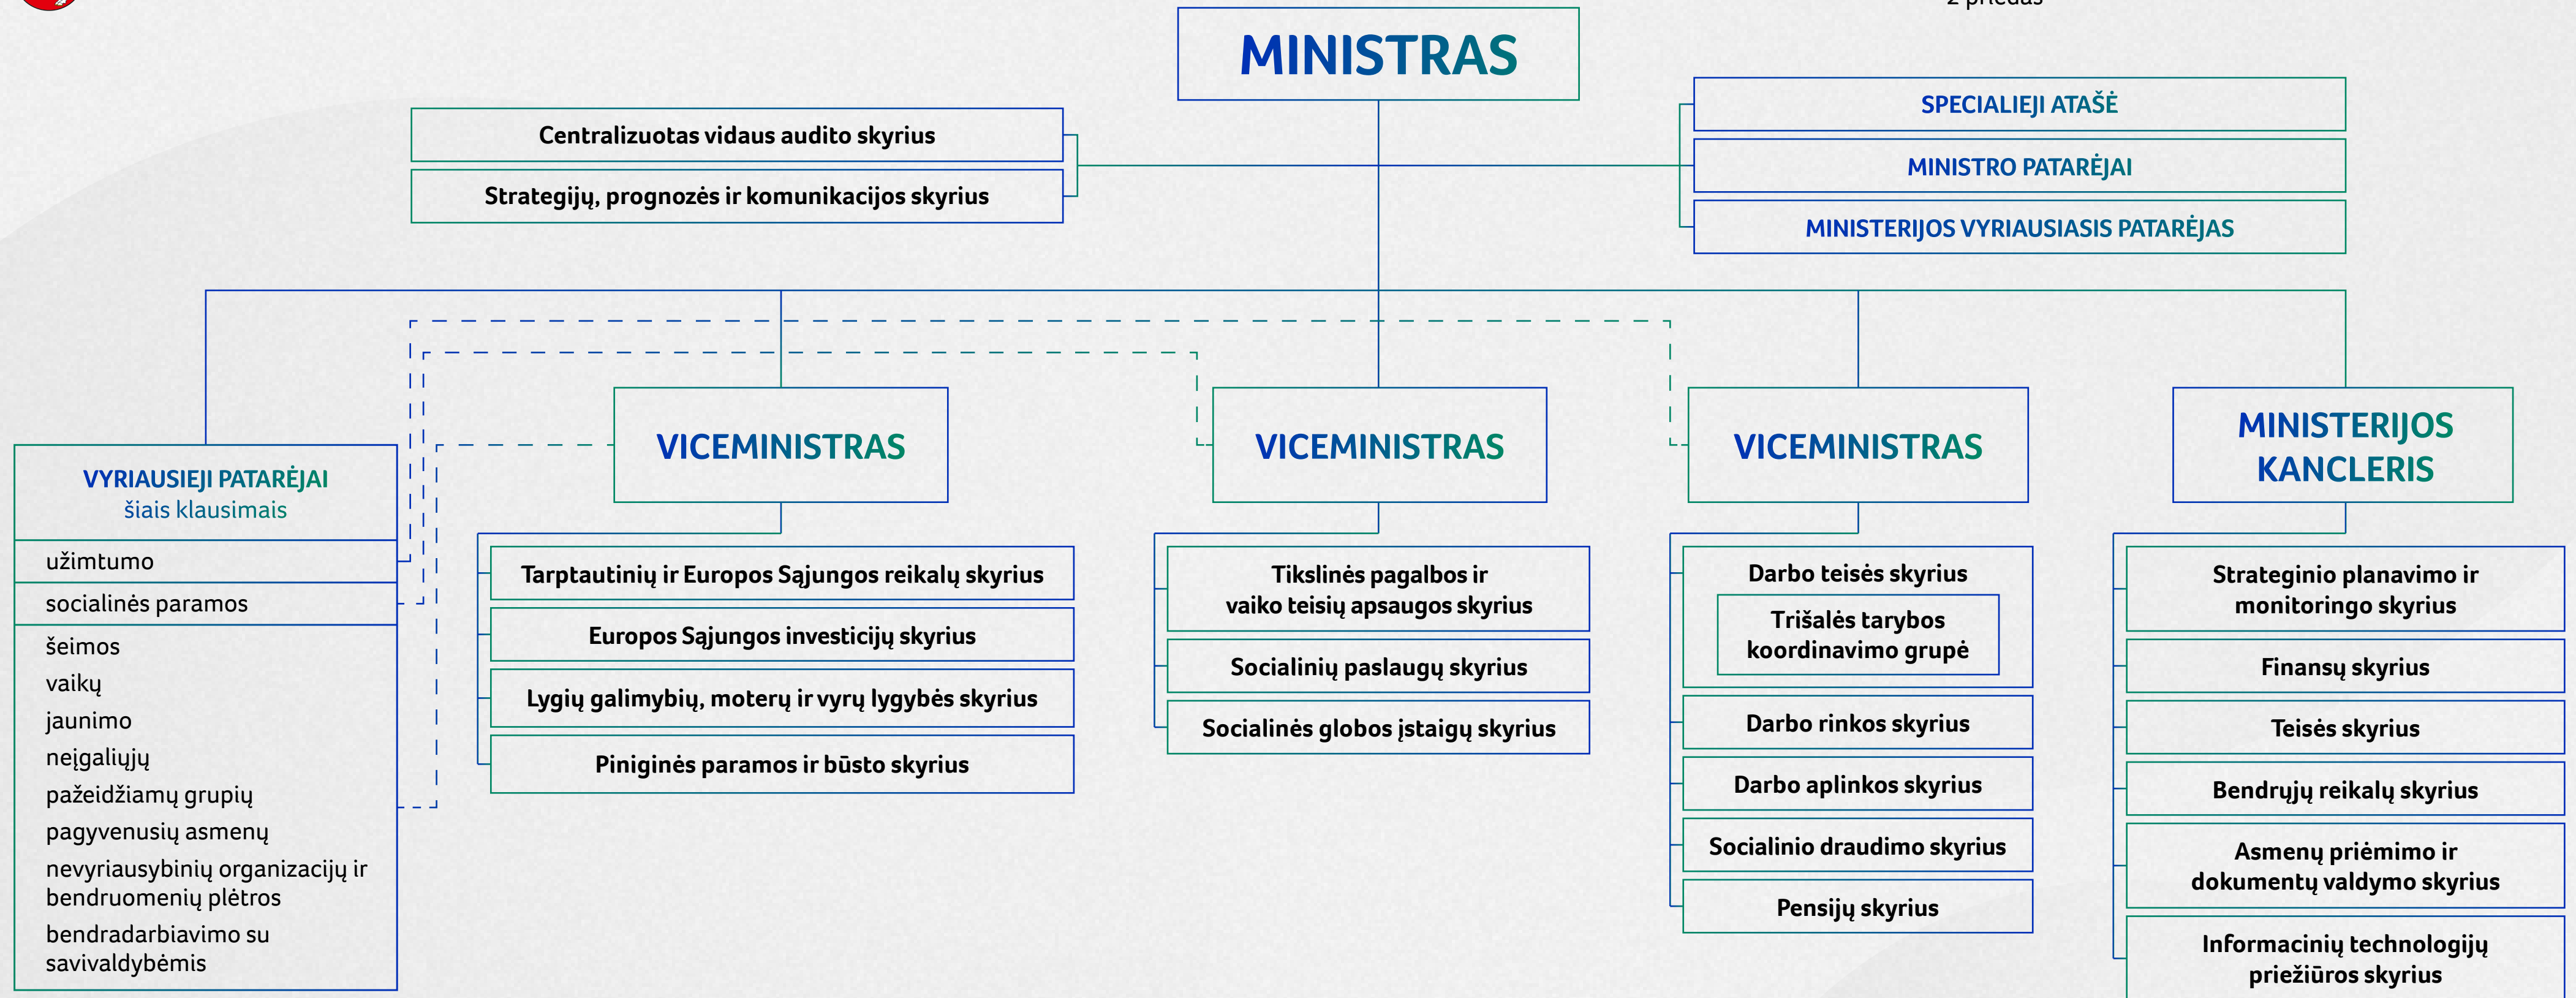 2 priedas
MINISTRAS
Centralizuotas vidaus audito skyrius
Strategijų, prognozės ir komunikacijos skyrius
SPECIALIEJI ATAŠĖ
MINISTRO PATARĖJAI
MINISTERIJOS VYRIAUSIASIS PATARĖJAS
VYRIAUSIEJI PATARĖJAI
šiais klausimais
užimtumo
socialinės paramos
šeimos
vaikų
jaunimo
neįgaliųjų
pažeidžiamų grupių
pagyvenusių asmenų
nevyriausybinių organizacijų ir
bendruomenių plėtros
bendradarbiavimo su
savivaldybėmis
VICEMINISTRAS
Tarptautinių ir Europos Sąjungos reikalų skyrius
Europos Sąjungos investicijų skyrius
Lygių galimybių, moterų ir vyrų lygybės skyrius
Piniginės paramos ir būsto skyrius
VICEMINISTRAS
Tikslinės pagalbos ir
vaiko teisių apsaugos skyrius
Socialinių paslaugų skyrius
Socialinės globos įstaigų skyrius
VICEMINISTRAS
Darbo teisės skyrius
Trišalės tarybos
koordinavimo grupė
Darbo rinkos skyrius
Darbo aplinkos skyrius
Socialinio draudimo skyrius
Pensijų skyrius
MINISTERIJOS
KANCLERIS
Strateginio planavimo ir
monitoringo skyrius
Finansų skyrius
Teisės skyrius
Bendrųjų reikalų skyrius
Asmenų priėmimo ir
dokumentų valdymo skyrius
Informacinių technologijų
priežiūros skyrius